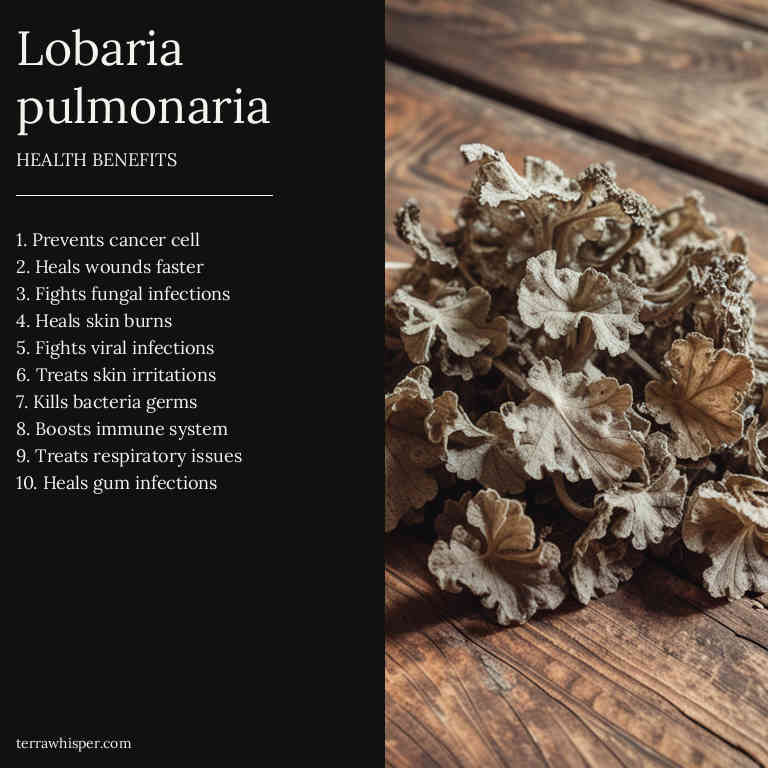 Lobaria
pulmonaria
HEALTH BENEFITS
1. Prevents cancer cell
2. Heals wounds faster
3. Fights fungal infections
4. Heals skin burns
5. Fights viral infections
6. Treats skin irritations
7. Kills bacteria germs
8. Boosts immune system
9. Treats respiratory issues
10. Heals gum infections
terrawhisper.com